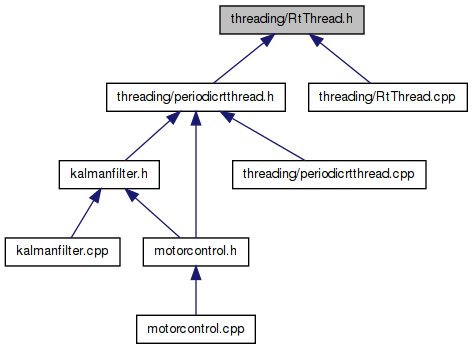 threading/RtThread.h
threading/periodicrtthread.h
threading/RtThread.cpp
kalmanfilter.h
threading/periodicrtthread.cpp
kalmanfilter.cpp
motorcontrol.h
motorcontrol.cpp